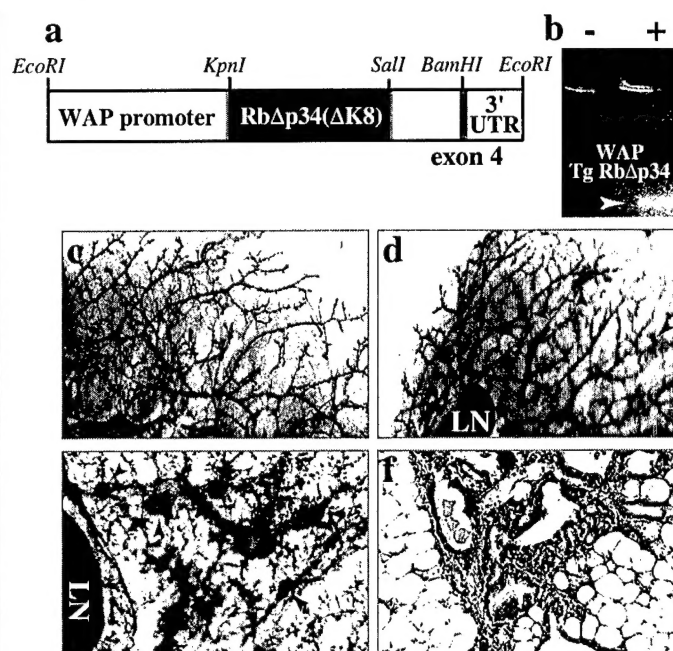 a
EcoRI KpnI SalI BamHI EcoRI
WAP promoter RbΔp34(ΔK8) 3' UTR
exon 4
b - +
WAP
Tg RbΔp34
c
d
LN
LN
f